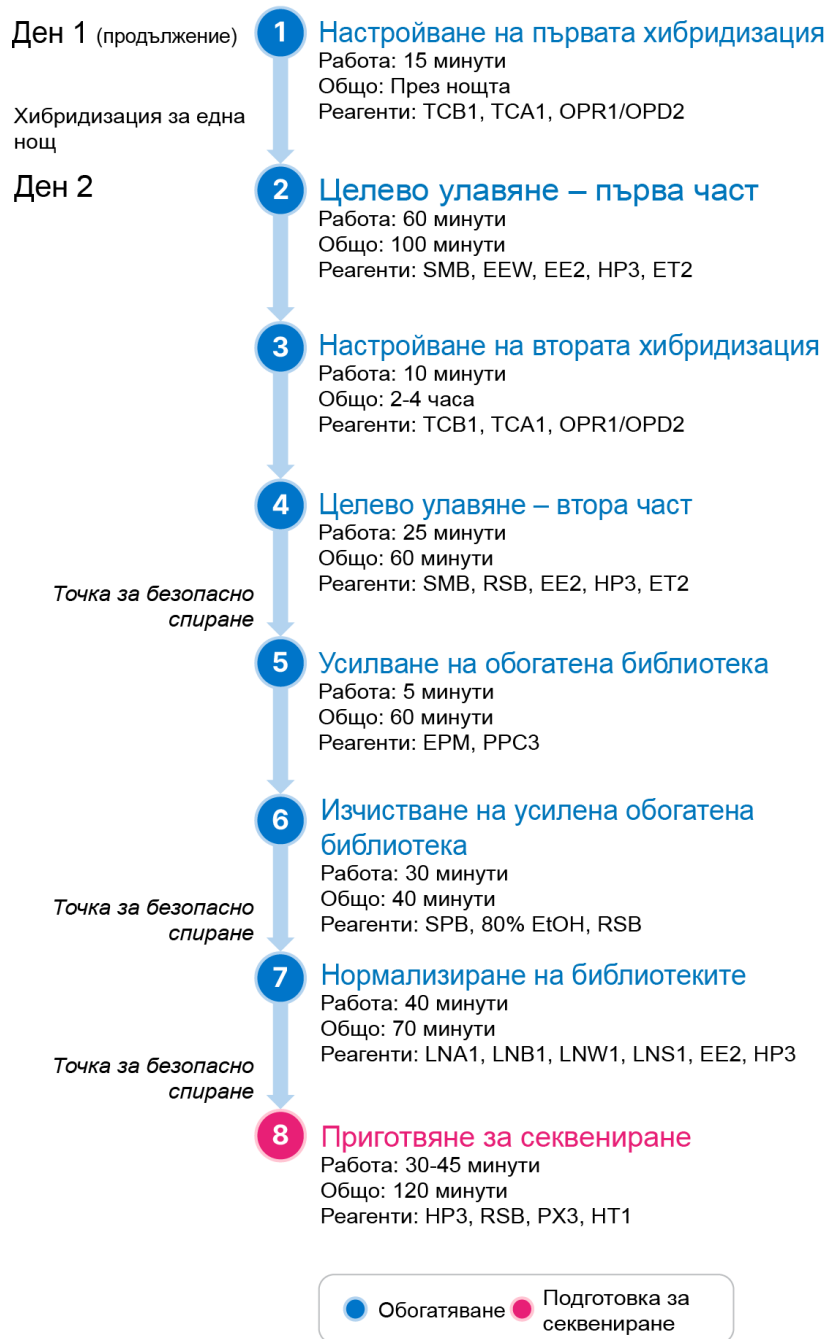 Ден 1 (продължение)
1
Настройване на първата хибридизация
Работа: 15 минути
Общо: През нощта
Реагенти: TCB1, TCA1, OPR1/OPD2
Хибридизация за една
нощ
Ден 2
2
Целево улавяне – първа част
Работа: 60 минути
Общо: 100 минути
Реагенти: SMB, EEW, EE2, HP3, ET2
3
Настройване на втората хибридизация
Работа: 10 минути
Общо: 2-4 часа
Реагенти: TCB1, TCA1, OPR1/OPD2
4
Целево улавяне – втора част
Работа: 25 минути
Общо: 60 минути
Реагенти: SMB, RSB, EE2, HP3, ET2
Точка за безопасно
спиране
5
Усилване на обогатена библиотека
Работа: 5 минути
Общо: 60 минути
Реагенти: EPM, PPC3
6
Изчистване на усилена обогатена
библиотека
Работа: 30 минути
Общо: 40 минути
Реагенти: SPB, 80% EtOH, RSB
Точка за безопасно
спиране
7
Нормализиране на библиотеките
Работа: 40 минути
Общо: 70 минути
Реагенти: LNA1, LNB1, LNW1, LNS1, EE2, HP3
Точка за безопасно
спиране
8
Приготвяне за секвениране
Работа: 30-45 минути
Общо: 120 минути
Реагенти: HP3, RSB, PX3, HT1
Обогатяване
Подготовка за
секвениране